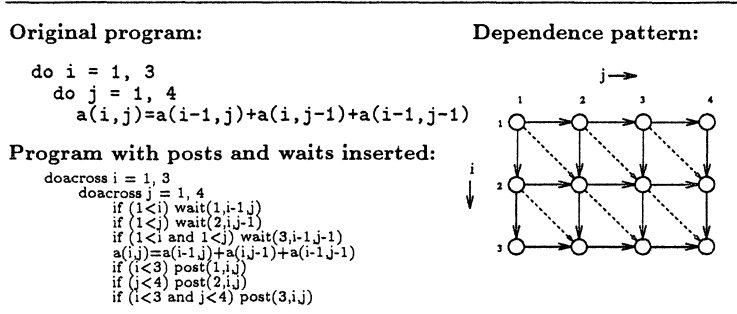 Original program:
do i = 1, 3
do j = 1, 4
a(i,j)=a(i-1,j)+a(i,j-1)+a(i-1,j-1)
Program with posts and waits inserted:
doacross i = 1, 3
doacross j = 1, 4
if (1<i) wait(1,i-1,j)
if (1<j) wait(2,i,j-1)
if (1<i and 1<j) wait(3,i-1,j-1)
a(i,j)=a(i-1,j)+a(i,j-1)+a(i-1,j-1)
if (i<3) post(1,i,j)
if (j<4) post(2,i,j)
if (i<3 and j<4) post(3,i,j)
Dependence pattern:
j
1 2 3 4
1
i
2
3